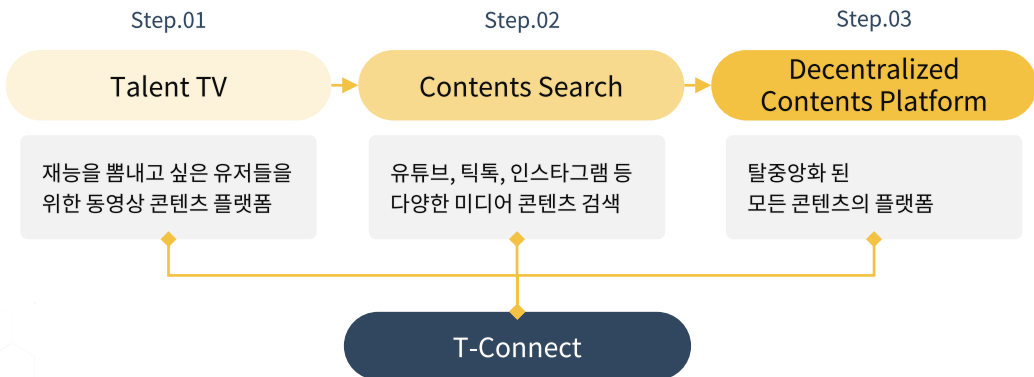 Step.01
Step.02
Step.03
Talent TV
Contents Search
Decentralized
Contents Platform
재능을 뽐내고 싶은 유저들을
위한 동영상 콘텐츠 플랫폼
유튜브, 틱톡, 인스타그램 등
다양한 미디어 콘텐츠 검색
탈중앙화 된
모든 콘텐츠의 플랫폼
T-Connect